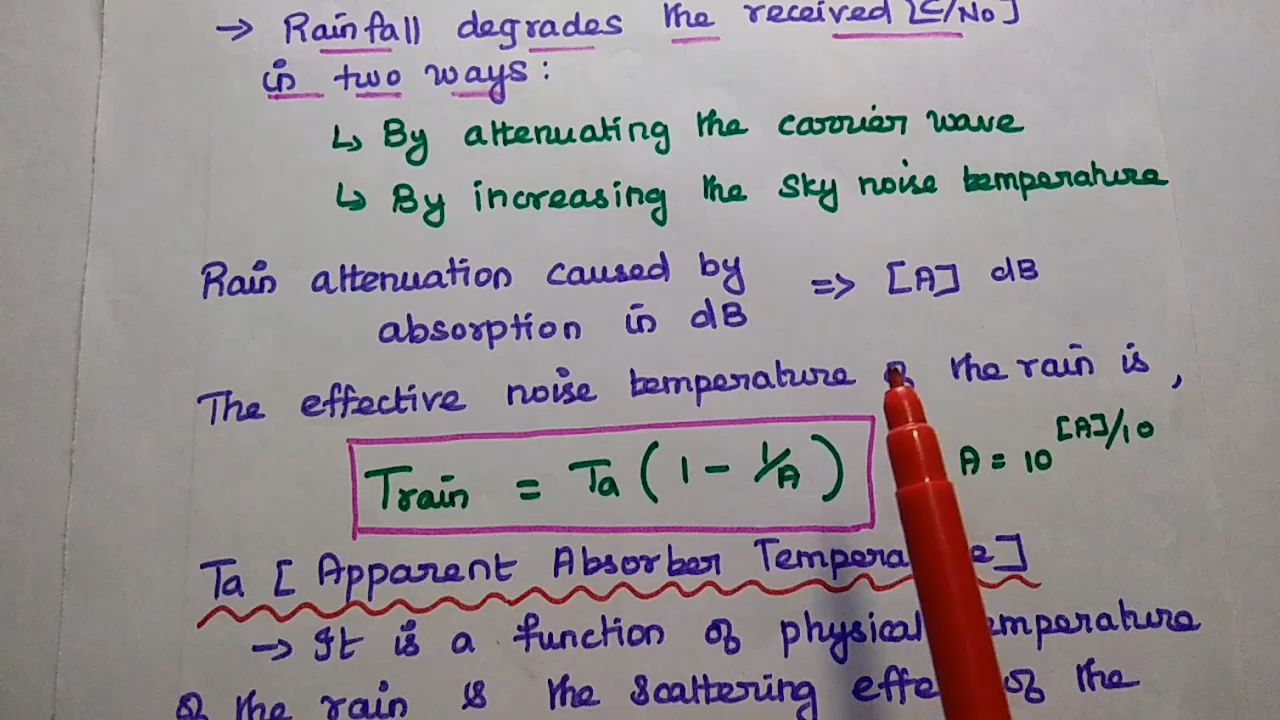 → Rainfall degrades the received [C/No]
in two ways:
↳ By attenuating the carrier wave
↳ By increasing the sky noise temperature
Rain attenuation caused by => [A] dB
absorption in dB
The effective noise temperature of the rain is,
Train = Ta (1 - 1/A) A = 10^[A]/10
Ta [Apparent Absorber Tempera e]
→ It is a function of physical emperature
of the rain & the scattering effe of the